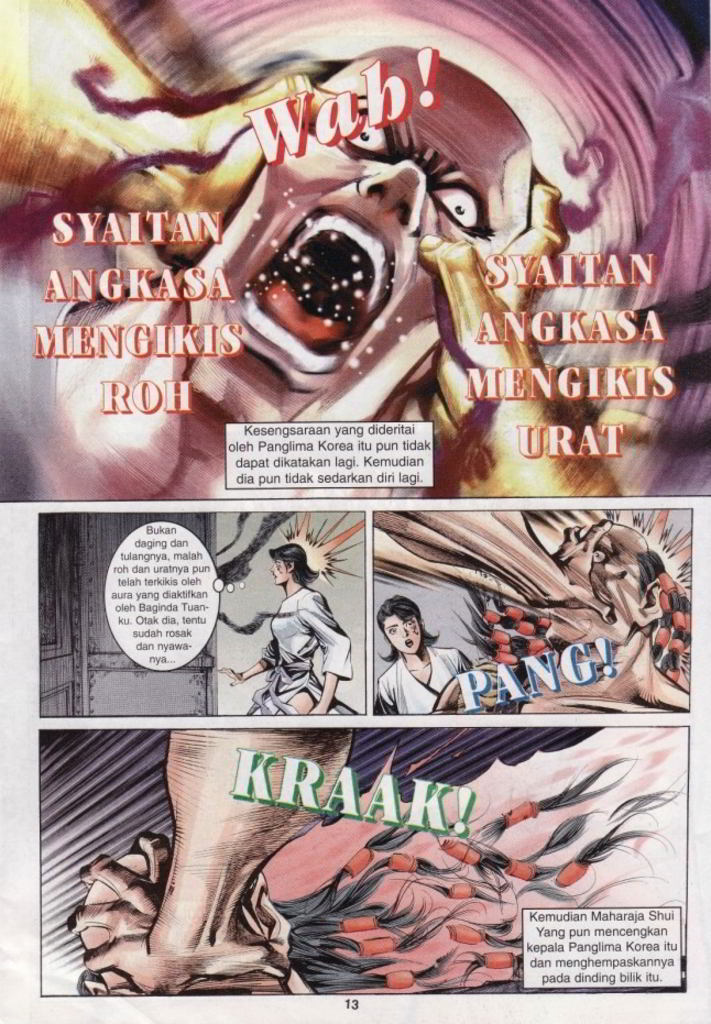 Wah!
SYAITAN
ANGKASA
MENGIKIS
ROH
SYAITAN
ANGKASA
MENGIKIS
URAT
Kesengsaraan yang dideritai
oleh Panglima Korea itu pun tidak
dapat dikatakan lagi. Kemudian
dia pun tidak sedarkan diri lagi.
Bukan
daging dan
tulangnya, malah
roh dan uratnya pun
telah terkikis oleh
aura yang diaktifkan
oleh Baginda Tuan-
ku. Otak dia, tentu
sudah rosak
dan nyawa-
nya...
PANG!
KRAAK!
Kemudian Maharaja Shui
Yang pun mencengkan
kepala Panglima Korea itu
dan menghempaskannya
pada dinding bilik itu.
13